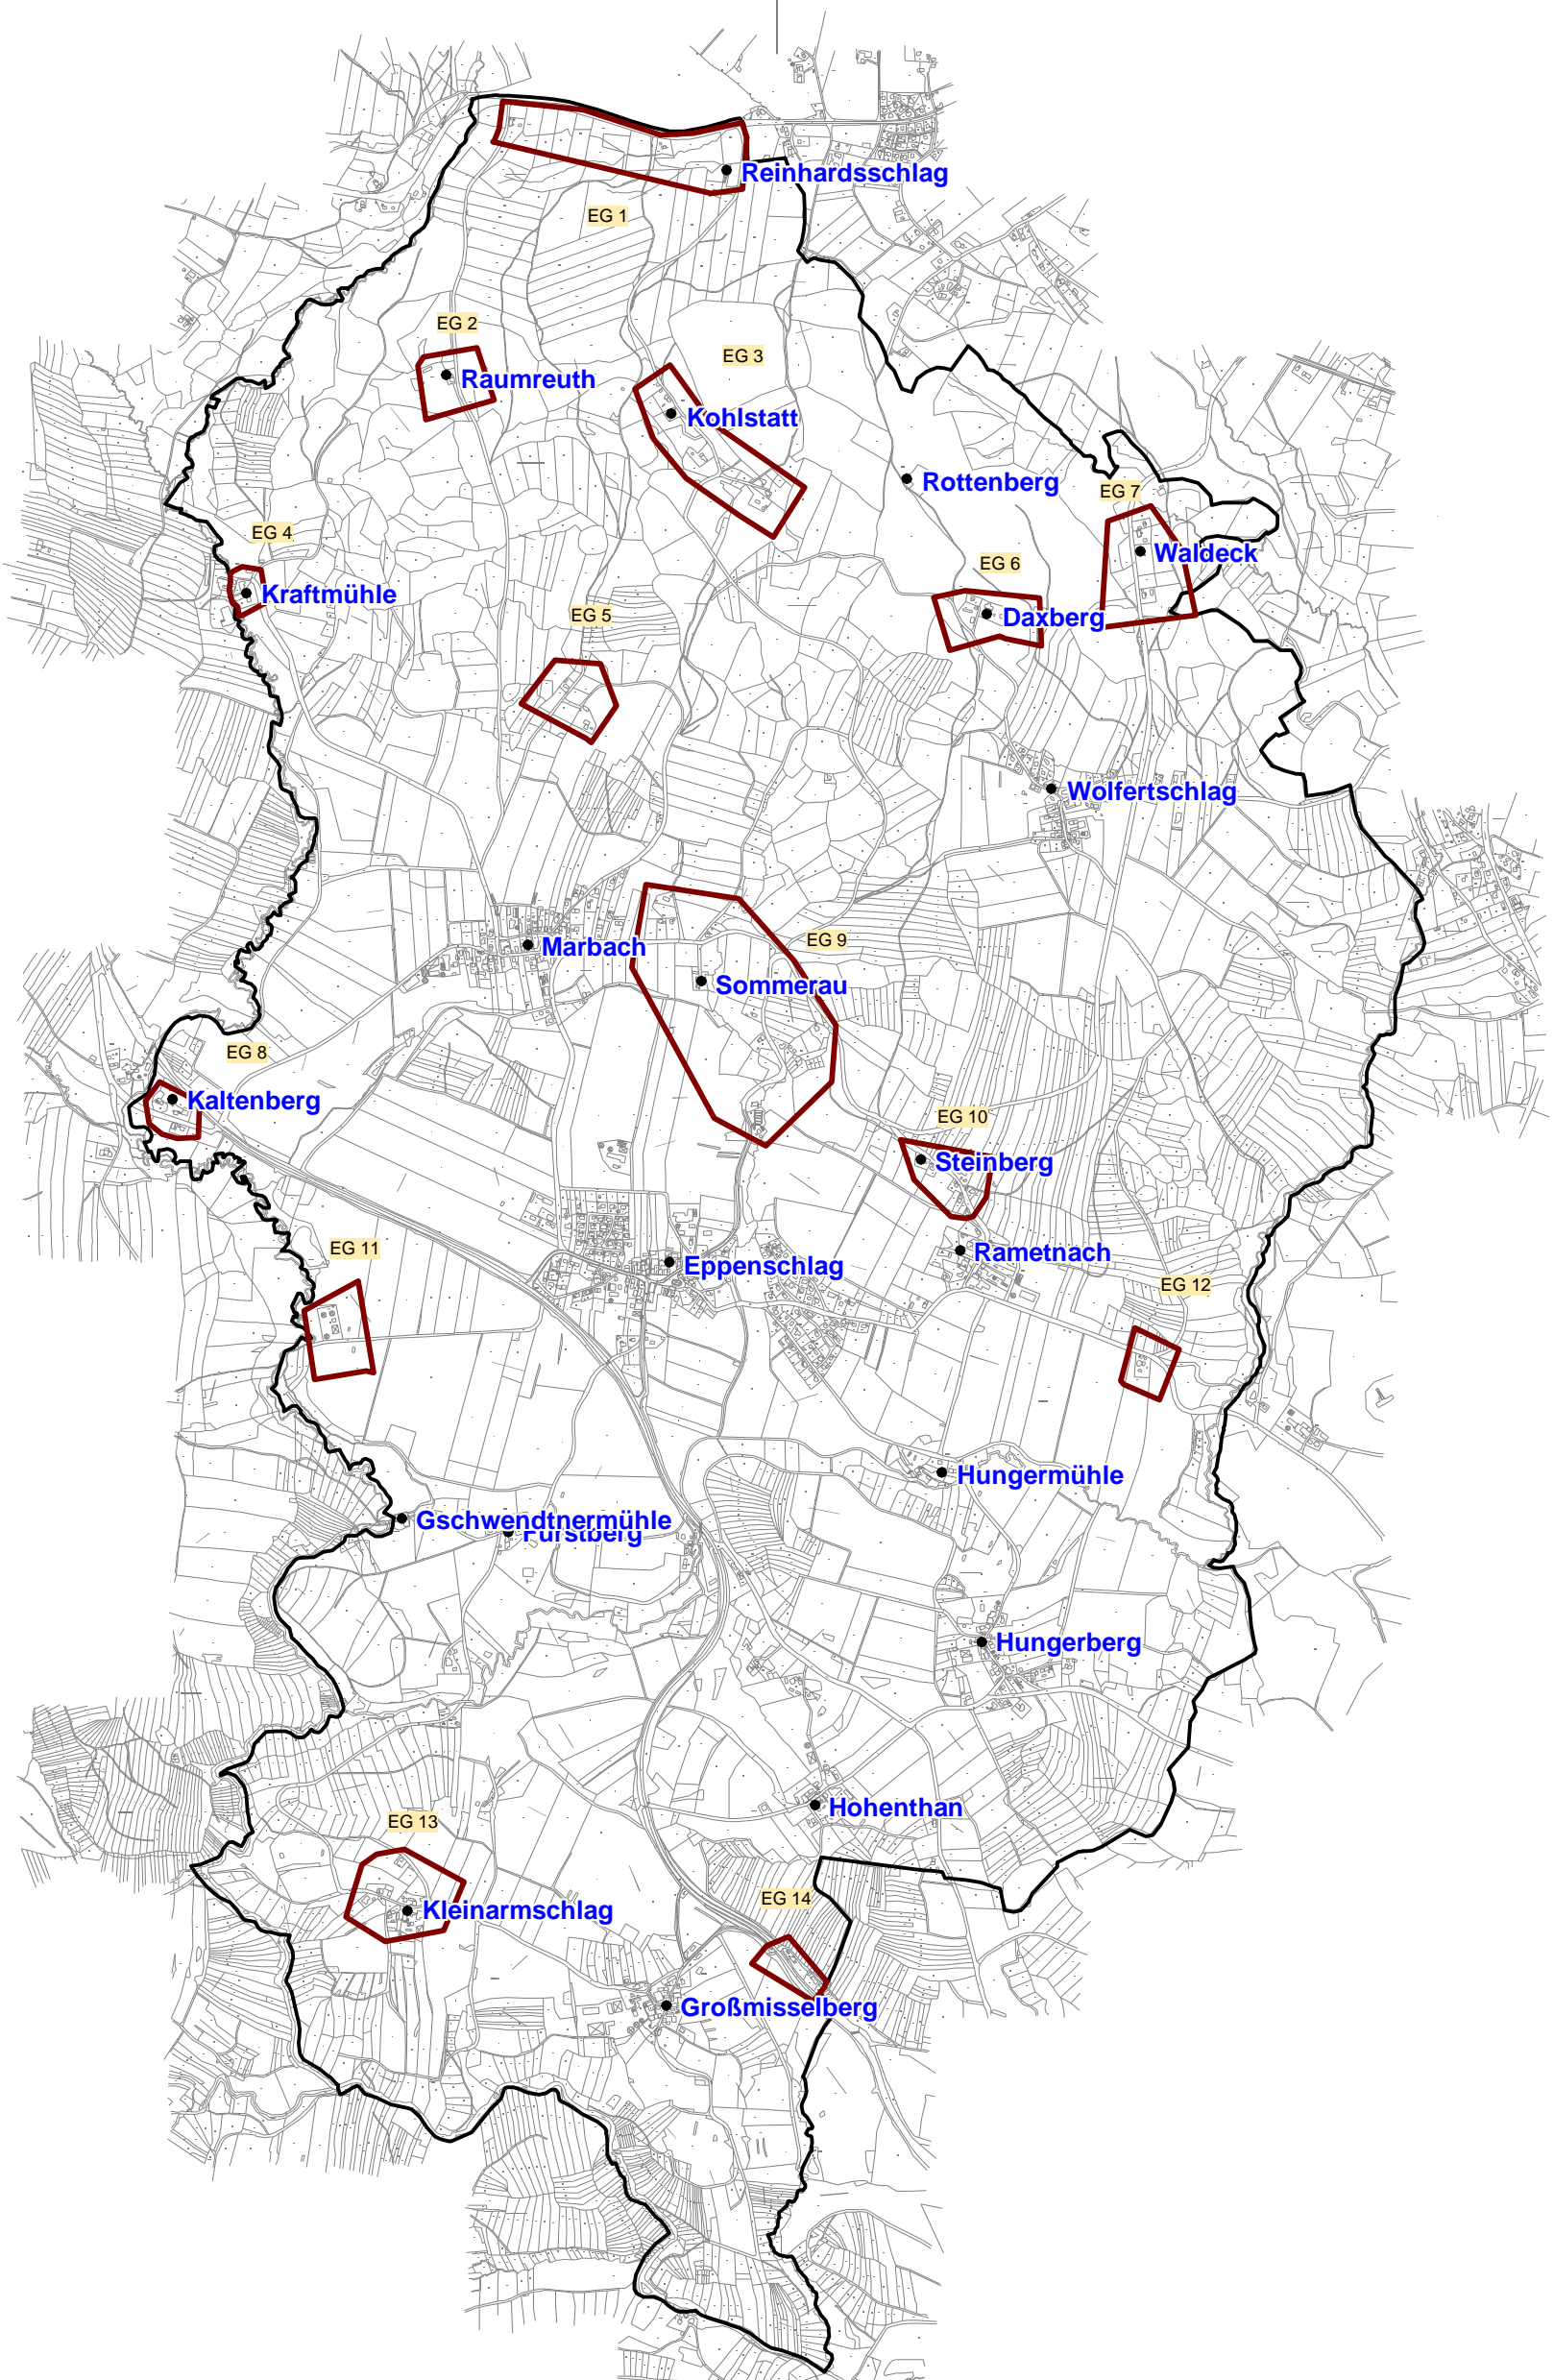 Reinhardsschlag
EG 1
EG 2
Raumreuth
EG 3
Kohlstatt
Rottenberg
EG 7
Waldeck
EG 4
Kraftmühle
EG 6
Daxberg
EG 5
Wolfertschlag
Marbach
EG 9
Sommerau
EG 8
Kaltenberg
EG 10
Steinberg
Rametnach
EG 11
Eppenschlag
EG 12
Hungermühle
Gschwendtnermühle
Fürstberg
Hungerberg
Hohenthan
EG 13
Kleinarmschlag
EG 14
Großmisselberg